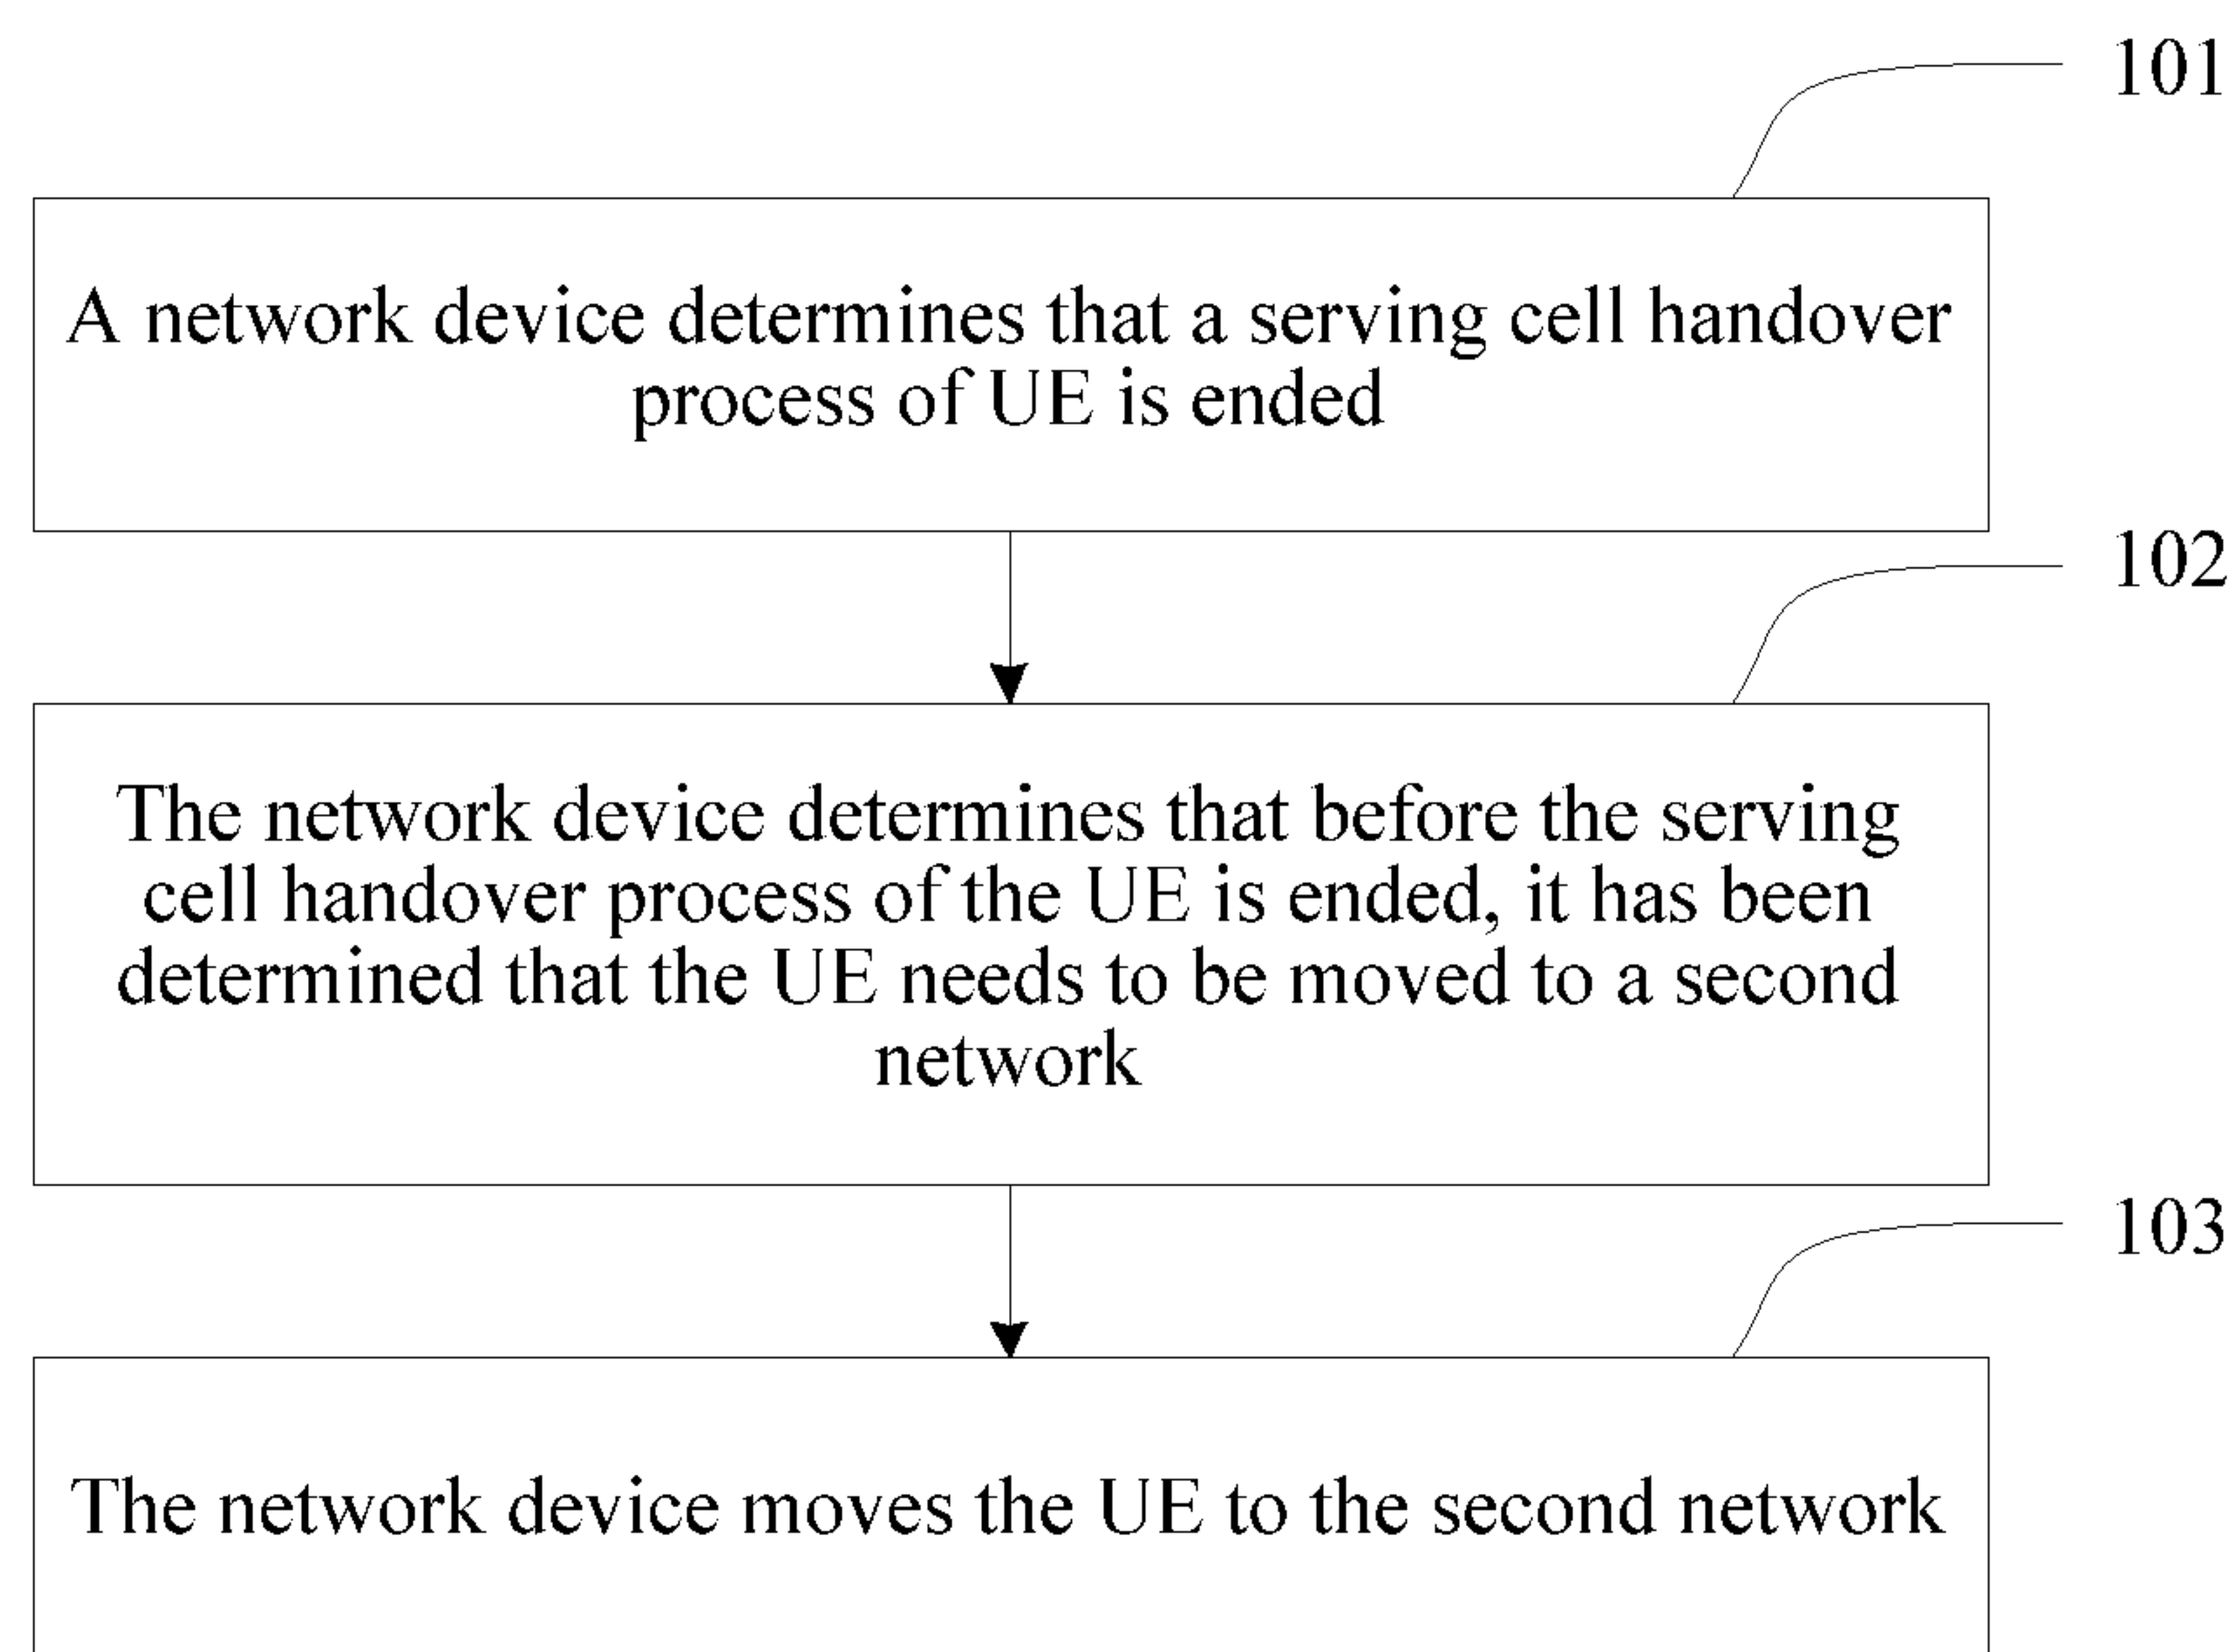 101
A network device determines that a serving cell handover
process of UE is ended
102
The network device determines that before the serving
cell handover process of the UE is ended, it has been
determined that the UE needs to be moved to a second
network
103
The network device moves the UE to the second network